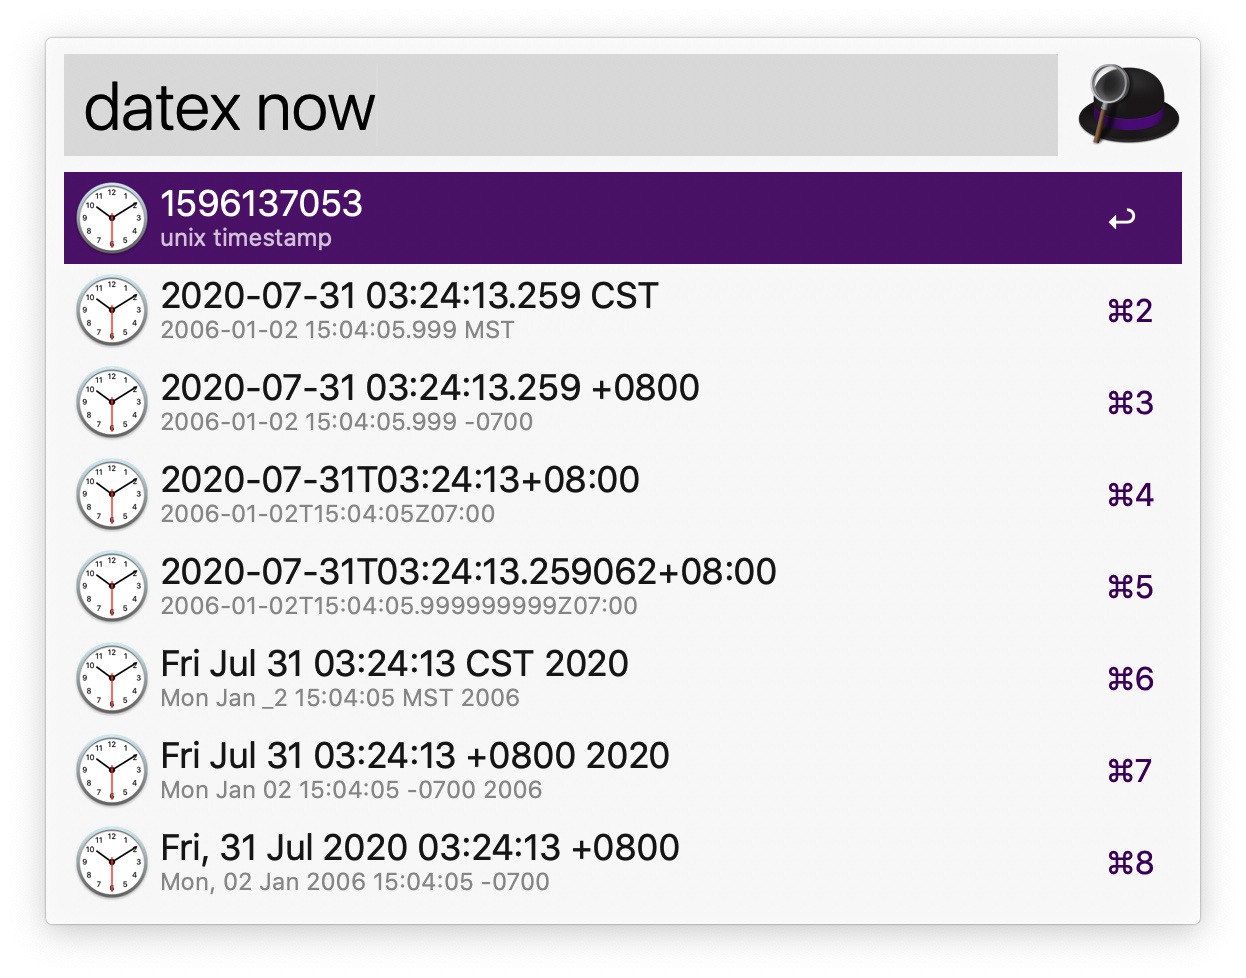 datex now
1596137053
unix timestamp
2020-07-31 03:24:13.259 CST
2006-01-02 15:04:05.999 MST
⌘2
2020-07-31 03:24:13.259 +0800
2006-01-02 15:04:05.999 -0700
⌘3
2020-07-31T03:24:13+08:00
2006-01-02T15:04:05Z07:00
⌘4
2020-07-31T03:24:13.259062+08:00
2006-01-02T15:04:05.999999999Z07:00
⌘5
Fri Jul 31 03:24:13 CST 2020
Mon Jan _2 15:04:05 MST 2006
⌘6
Fri Jul 31 03:24:13 +0800 2020
Mon Jan 02 15:04:05 -0700 2006
⌘7
Fri, 31 Jul 2020 03:24:13 +0800
Mon, 02 Jan 2006 15:04:05 -0700
⌘8